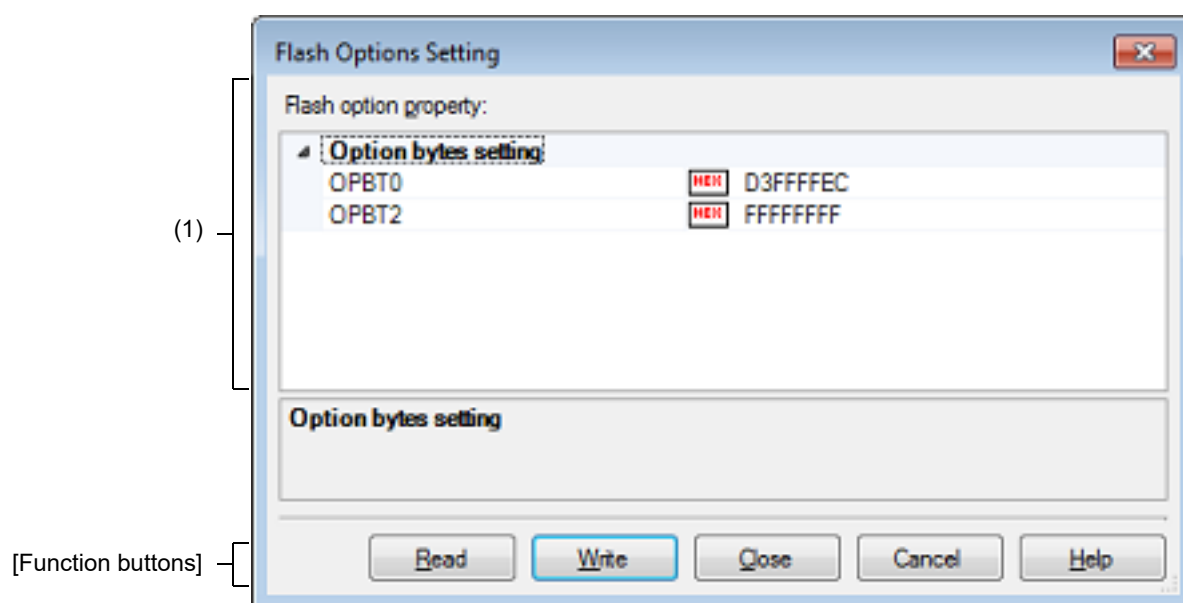 Flash Options Setting
Flash option property:
Option bytes setting
OPBT0 HEX D3FFFFEC
OPBT2 HEX FFFFFFFF
(1)
Option bytes setting
[Function buttons]
Read Write Close Cancel Help